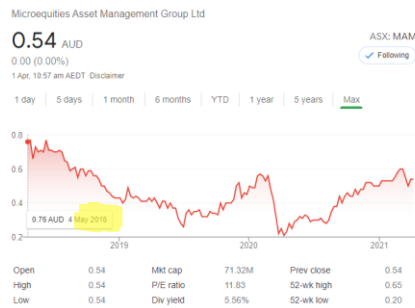 Microequities Asset Management Group Ltd
0.54 AUD
ASX: MAM
0.00 (0.00%)
Following
1 Apr, 10:57 am AEDT · Disclaimer
1 day 5 days 1 month 6 months YTD 1 year 5 years Max
0.8
0.6
0.4
0.76 AUD 4 May 2018
0.2
2019 2020 2021
Open 0.54 Mkt cap 71.32M Prev close 0.54
High 0.54 P/E ratio 11.83 52-wk high 0.65
Low 0.54 Div yield 5.56% 52-wk low 0.20